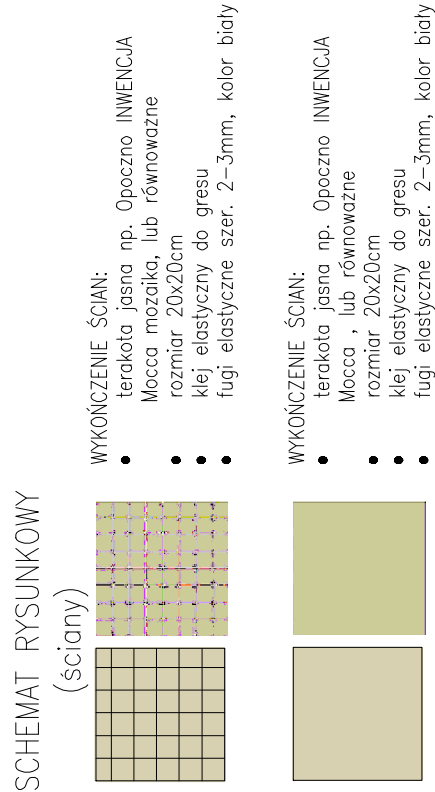 SCHEMAT RYSUNKOWY
(ściany)
WYKOŃCZENIE ŚCIAN:
● terakota jasna np. Opoczno INWENCJA
Mocca mozaika, lub równoważne
● rozmiar 20x20cm
● klej elastyczny do gresu
● fugi elastyczne szer. 2-3mm, kolor biały
WYKOŃCZENIE ŚCIAN:
● terakota jasna np. Opoczno INWENCJA
Mocca , lub równoważne
● rozmiar 20x20cm
● klej elastyczny do gresu
● fugi elastyczne szer. 2-3mm, kolor biały